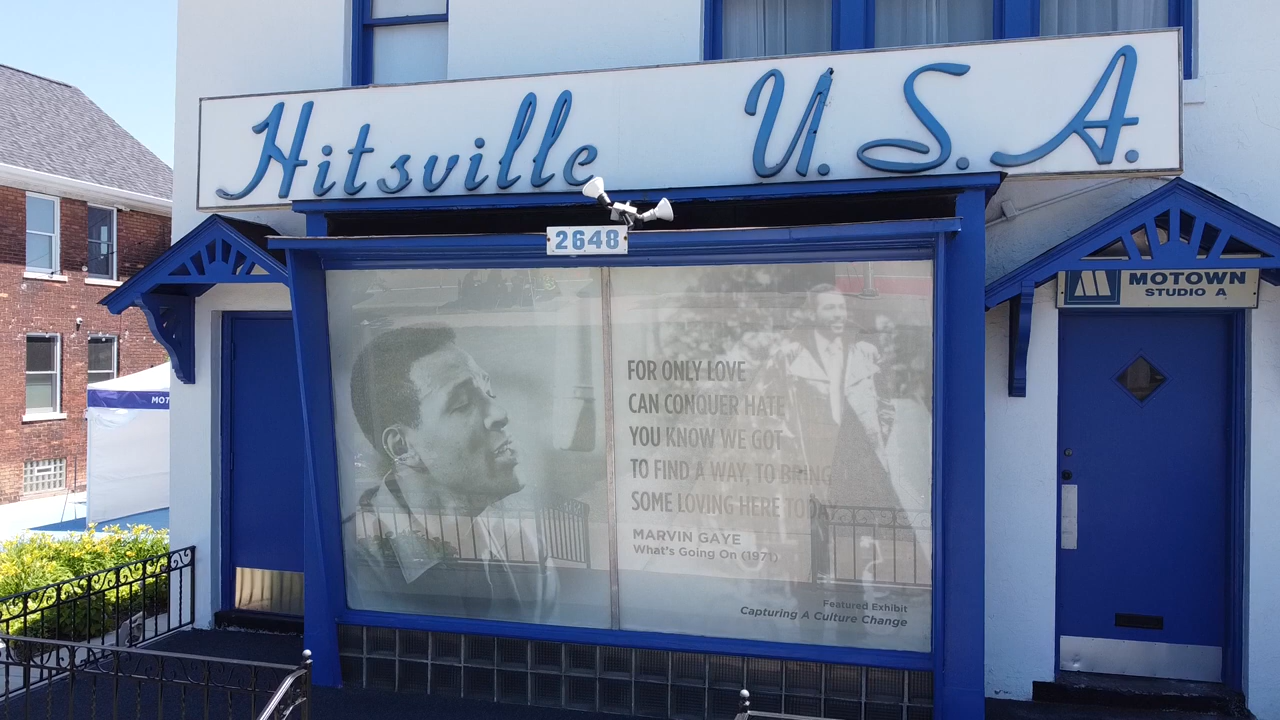 Hitsville U.S.A.
2648
MOTOWN
STUDIO A
FOR ONLY LOVE
CAN CONQUER HATE
YOU KNOW WE GOT
TO FIND A WAY, TO BRING
SOME LOVING HERE TODAY
MARVIN GAYE
What's Going On (1971)
Featured Exhibit
Capturing A Culture Change
MOT